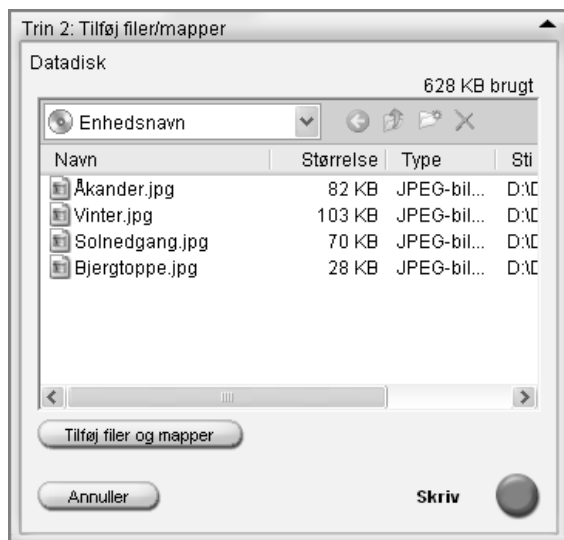 Trin 2: Tilføj filer/mapper
Datadisk
628 KB brugt
Enhedsnavn
Navn Størrelse Type Sti
Åkander.jpg 82 KB JPEG-bil... D:\D
Vinter.jpg 103 KB JPEG-bil... D:\D
Solnedgang.jpg 70 KB JPEG-bil... D:\D
Bjergtoppe.jpg 28 KB JPEG-bil... D:\D
Tilføj filer og mapper
Annuller Skriv